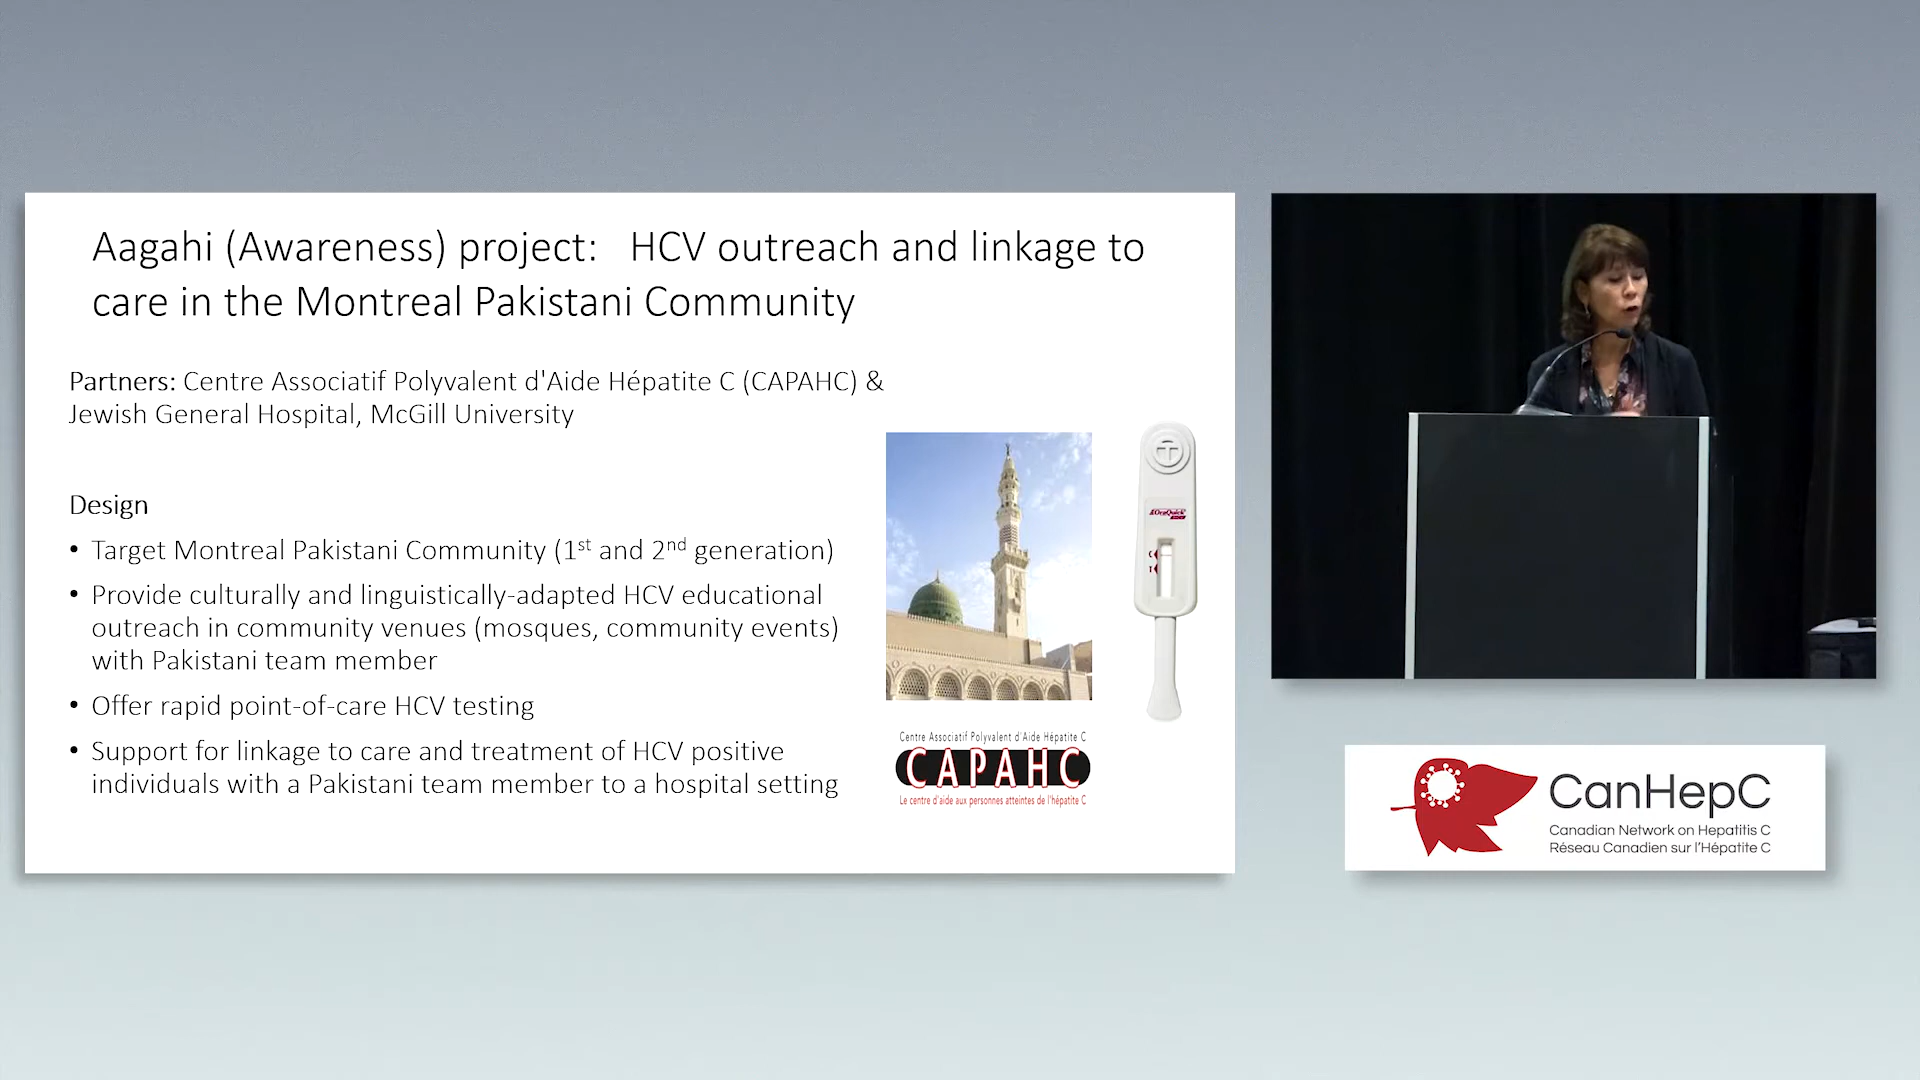 Aagahi (Awareness) project:   HCV outreach and linkage to
care in the Montreal Pakistani Community
Partners: Centre Associatif Polyvalent d'Aide Hépatite C (CAPAHC) &
Jewish General Hospital, McGill University
Design
• Target Montreal Pakistani Community (1st and 2nd generation)
• Provide culturally and linguistically-adapted HCV educational
outreach in community venues (mosques, community events)
with Pakistani team member
• Offer rapid point-of-care HCV testing
• Support for linkage to care and treatment of HCV positive
individuals with a Pakistani team member to a hospital setting
OraQuick
C
T
Centre Associatif Polyvalent d'Aide Hépatite C
CAPAHC
Le centre d'aide aux personnes atteintes de l'hépatite C
CanHepC
Canadian Network on Hepatitis C
Réseau Canadien sur l'Hépatite C